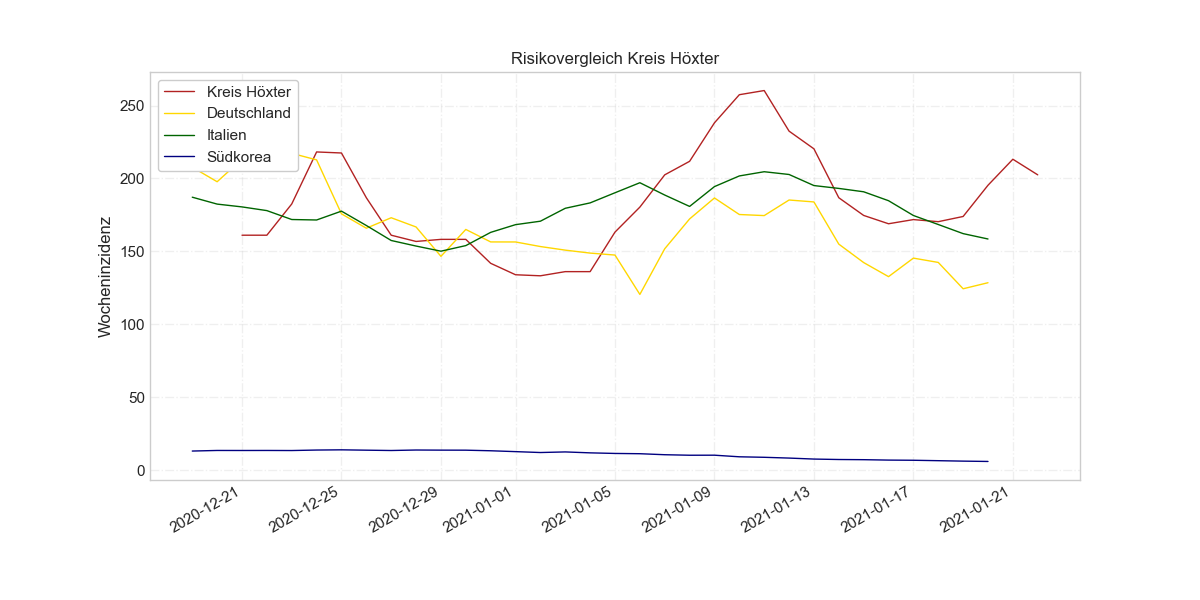 Risikovergleich Kreis Höxter
Kreis Höxter
Deutschland
Italien
Südkorea
Wocheninzidenz
250
200
150
100
50
0
2020-12-21
2020-12-25
2020-12-29
2021-01-01
2021-01-05
2021-01-09
2021-01-13
2021-01-17
2021-01-21